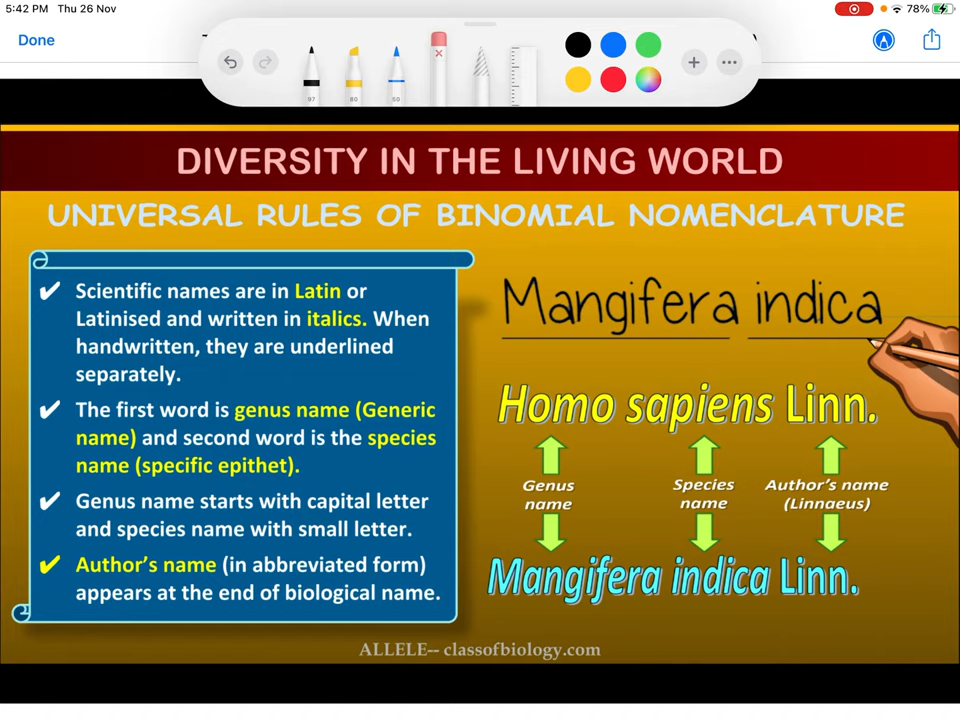 5:42 PM Thu 26 Nov
78%
Done
97
80
50
DIVERSITY IN THE LIVING WORLD
UNIVERSAL RULES OF BINOMIAL NOMENCLATURE
✔ Scientific names are in Latin or
Latinised and written in italics. When
handwritten, they are underlined
separately.
✔ The first word is genus name (Generic
name) and second word is the species
name (specific epithet).
✔ Genus name starts with capital letter
and species name with small letter.
✔ Author's name (in abbreviated form)
appears at the end of biological name.
Mangifera indica
Homo sapiens Linn.
Genus name
Species name
Author's name (Linnaeus)
Mangifera indica Linn.
ALLELE-- classofbiology.com